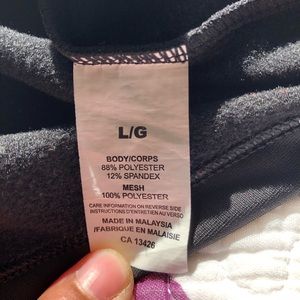 L/G
BODY/CORPS
88% POLYESTER
12% SPANDEX
MESH
100% POLYESTER
CARE INFORMATION ON REVERSE SIDE
INSTRUCTIONS D'ENTRETIEN AU VERSO
MADE IN MALAYSIA
/FABRIQUE EN MALAISIE
CA 13426